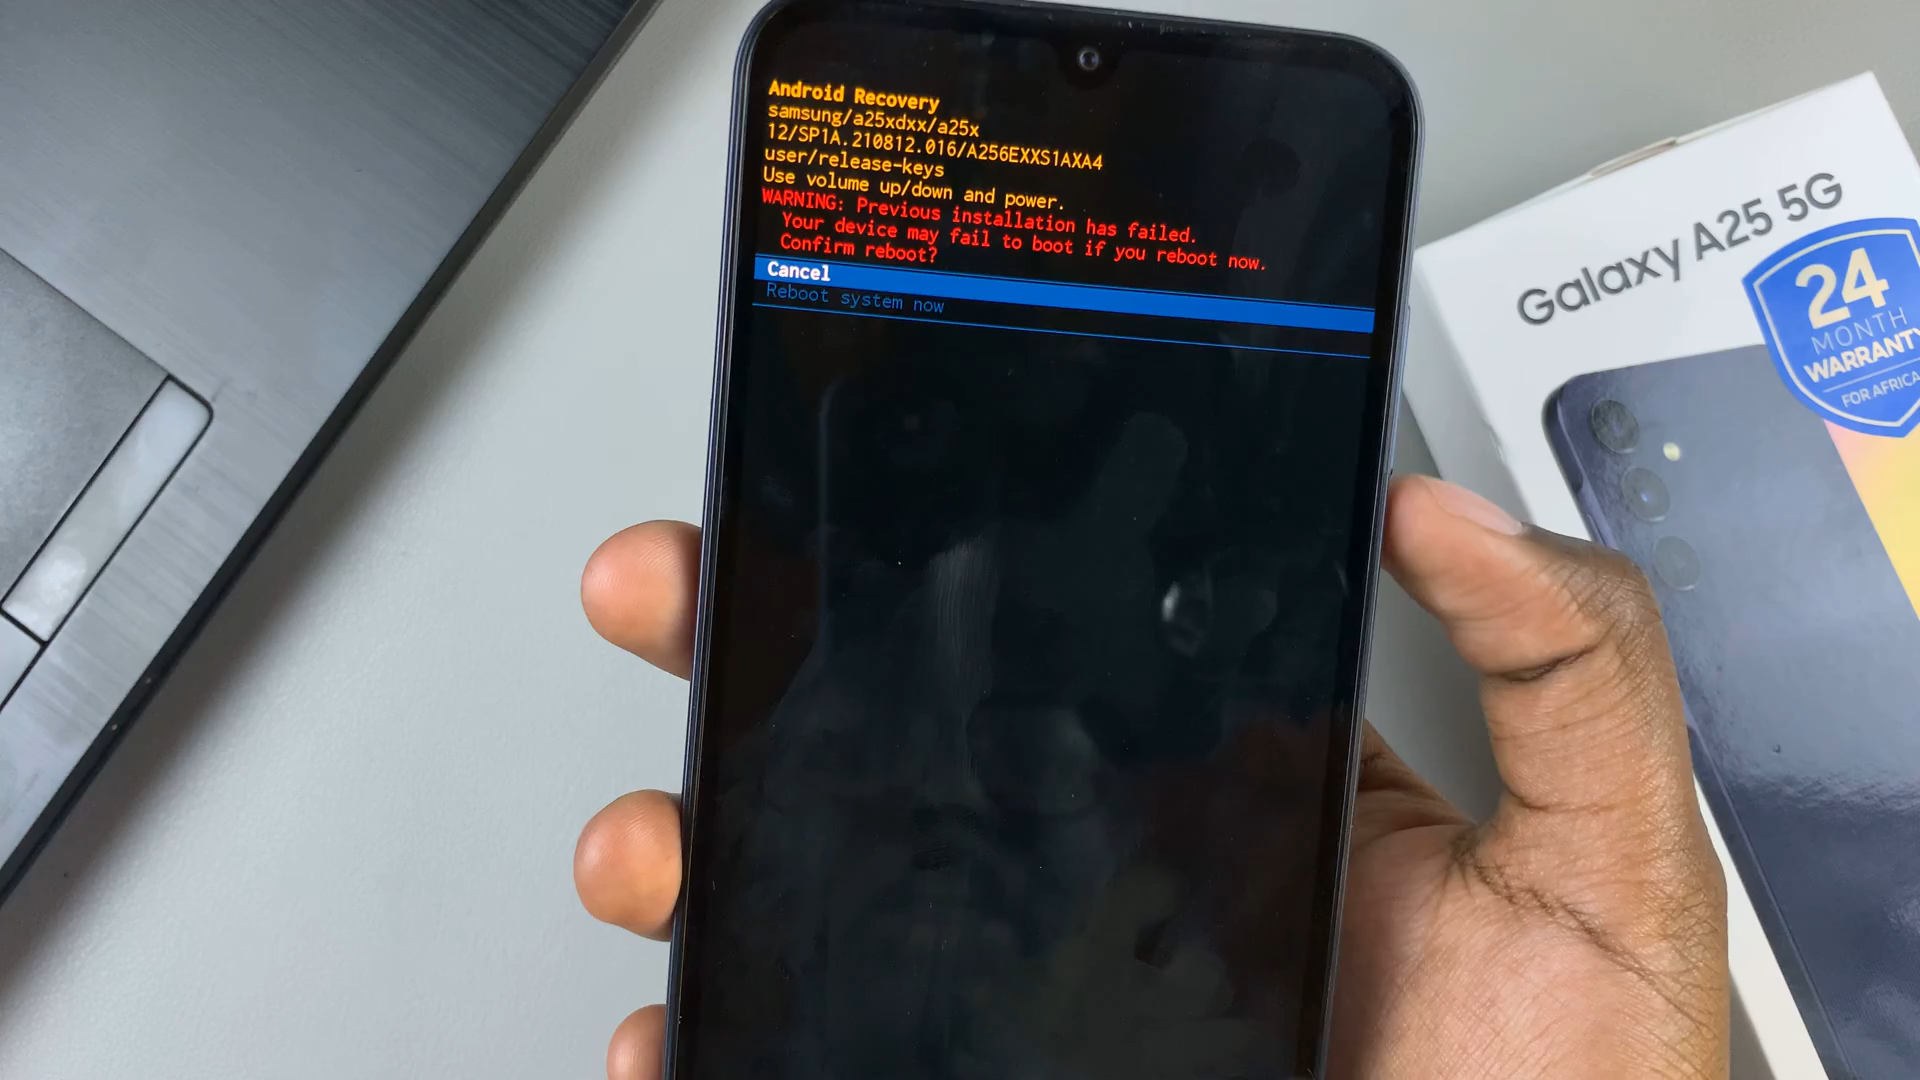 Android Recovery
samsung/a25xdxx/a25x
12/SP1A.210812.016/A256EXXS1AXA4
user/release-keys
Use volume up/down and power.
WARNING: Previous installation has failed.
Your device may fail to boot if you reboot now.
Confirm reboot?
Cancel
Reboot system now
Galaxy A25 5G
24
MONTH
WARRANTY
FOR AFRICA